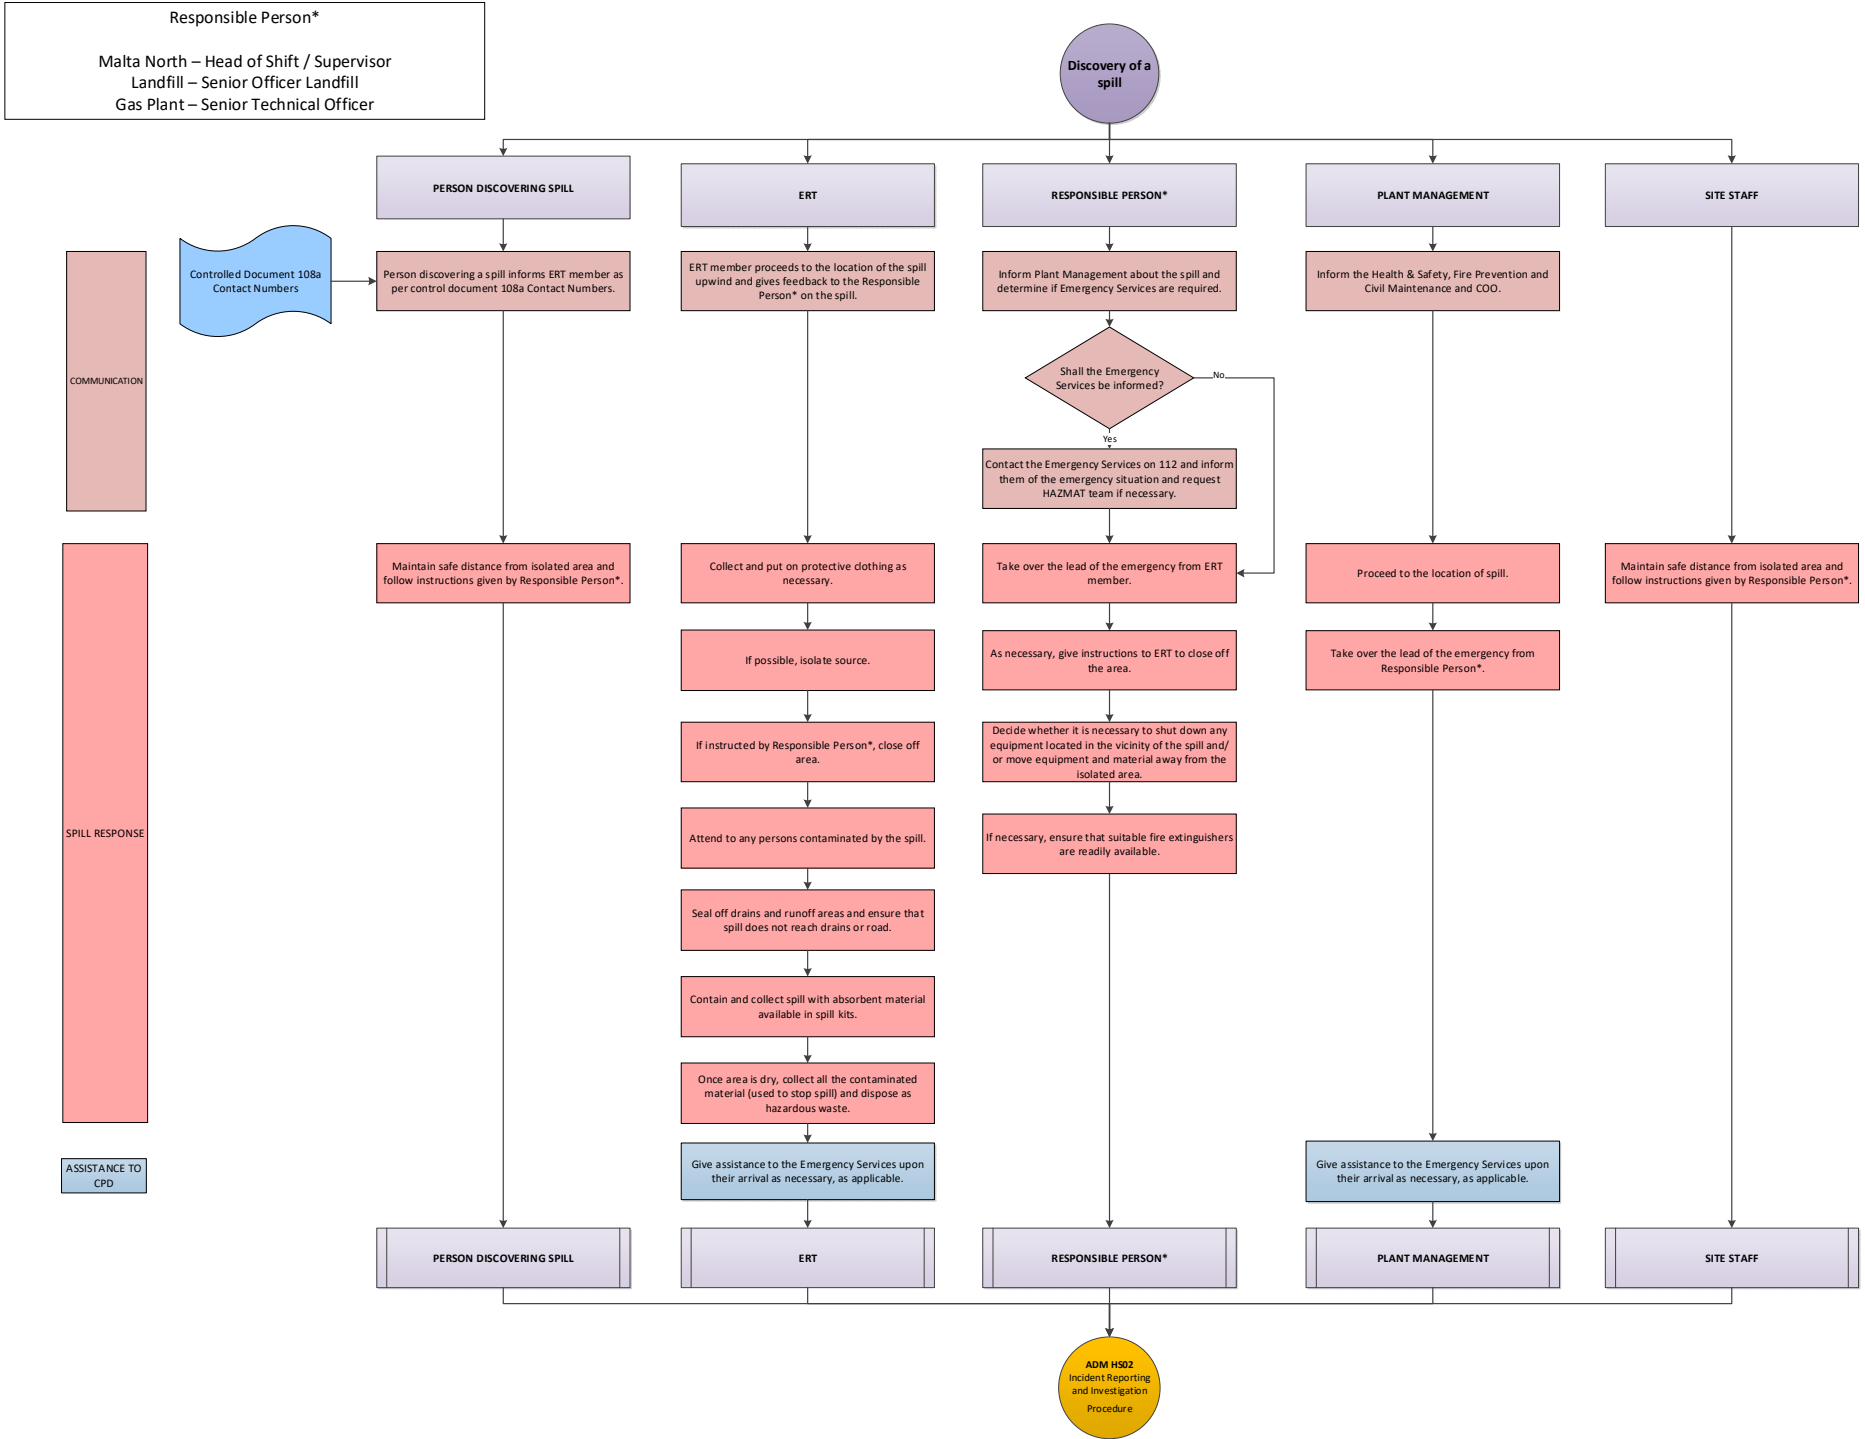 Responsible Person*
Malta North – Head of Shift / Supervisor
Landfill – Senior Officer Landfill
Gas Plant – Senior Technical Officer
Discovery of a
spill
PERSON DISCOVERING SPILL
ERT
RESPONSIBLE PERSON*
PLANT MANAGEMENT
SITE STAFF
COMMUNICATION
Controlled Document 108a
Contact Numbers
Person discovering a spill informs ERT member as
per control document 108a Contact Numbers.
ERT member proceeds to the location of the spill
upwind and gives feedback to the Responsible
Person* on the spill.
Inform Plant Management about the spill and
determine if Emergency Services are required.
Inform the Health & Safety, Fire Prevention and
Civil Maintenance and COO.
Shall the Emergency
Services be informed?
No
Yes
Contact the Emergency Services on 112 and inform
them of the emergency situation and request
HAZMAT team if necessary.
SPILL RESPONSE
Maintain safe distance from isolated area and
follow instructions given by Responsible Person*.
Collect and put on protective clothing as
necessary.
Take over the lead of the emergency from ERT
member.
Proceed to the location of spill.
Maintain safe distance from isolated area and
follow instructions given by Responsible Person*.
If possible, isolate source.
As necessary, give instructions to ERT to close off
the area.
Take over the lead of the emergency from
Responsible Person*.
If instructed by Responsible Person*, close off
area.
Decide whether it is necessary to shut down any
equipment located in the vicinity of the spill and/
or move equipment and material away from the
isolated area.
Attend to any persons contaminated by the spill.
If necessary, ensure that suitable fire extinguishers
are readily available.
Seal off drains and runoff areas and ensure that
spill does not reach drains or road.
Contain and collect spill with absorbent material
available in spill kits.
Once area is dry, collect all the contaminated
material (used to stop spill) and dispose as
hazardous waste.
ASSISTANCE TO
CPD
Give assistance to the Emergency Services upon
their arrival as necessary, as applicable.
Give assistance to the Emergency Services upon
their arrival as necessary, as applicable.
PERSON DISCOVERING SPILL
ERT
RESPONSIBLE PERSON*
PLANT MANAGEMENT
SITE STAFF
ADM HS02
Incident Reporting
and Investigation
Procedure